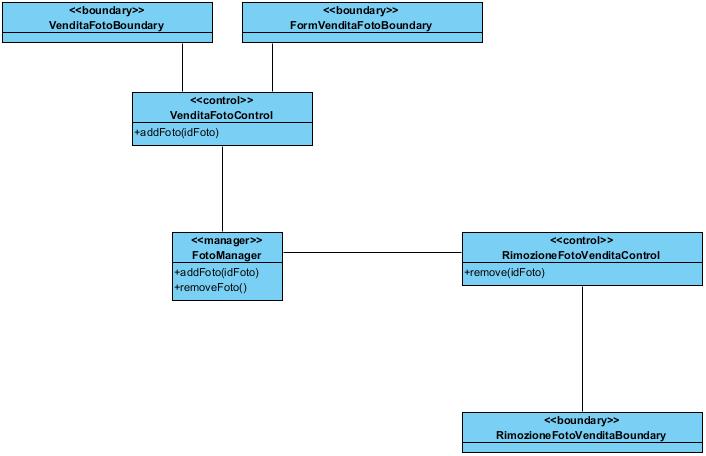 <<boundary>>
VenditaFotoBoundary
<<boundary>>
FormVenditaFotoBoundary
<<control>>
VenditaFotoControl
+addFoto(idFoto)
<<manager>>
FotoManager
+addFoto(idFoto)
+removeFoto()
<<control>>
RimozioneFotoVenditaControl
+remove(idFoto)
<<boundary>>
RimozioneFotoVenditaBoundary